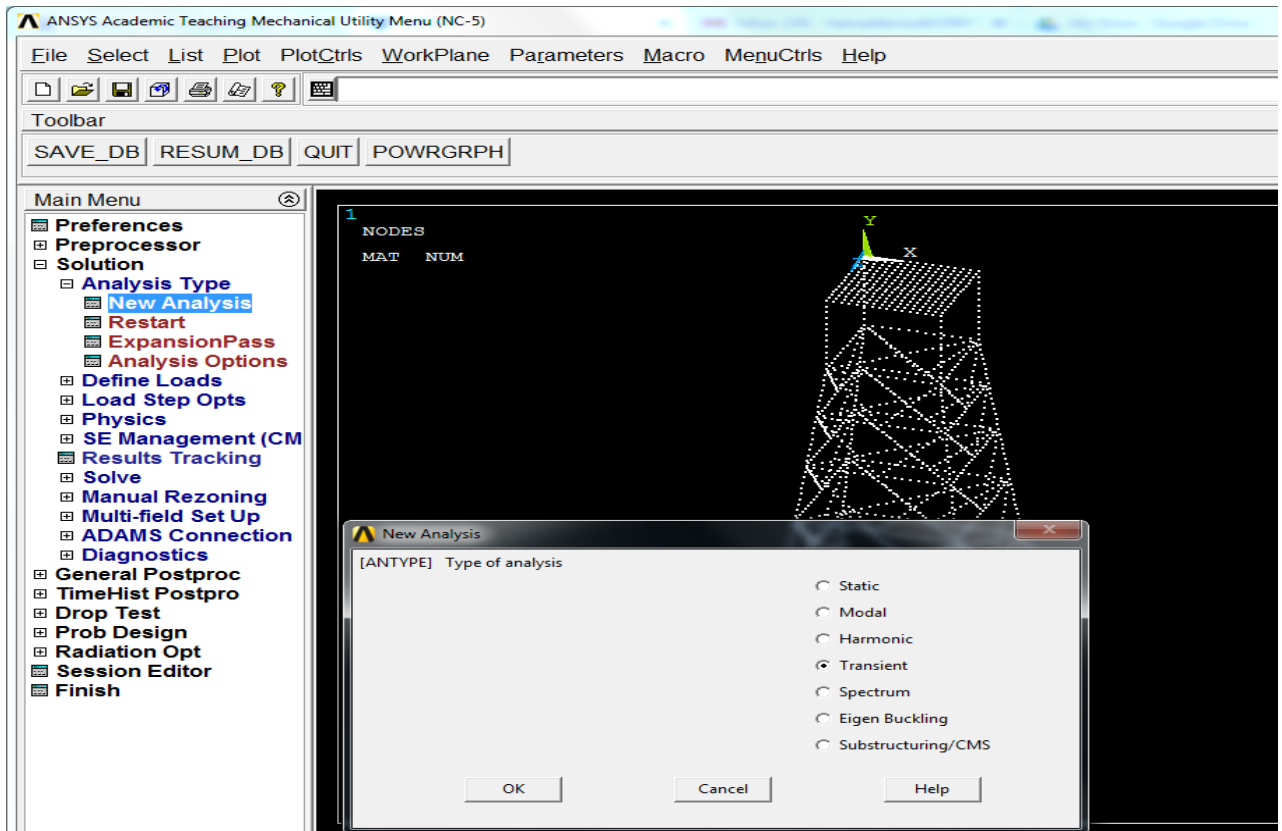 ANSYS Academic Teaching Mechanical Utility Menu (NC-5)
File Select List Plot PlotCtrls WorkPlane Parameters Macro MenuCtrls Help
Toolbar
SAVE_DB RESUM_DB QUIT POWRGRPH
Main Menu
Preferences
Preprocessor
Solution
Analysis Type
New Analysis
Restart
ExpansionPass
Analysis Options
Define Loads
Load Step Opts
Physics
SE Management (CM
Results Tracking
Solve
Manual Rezoning
Multi-field Set Up
ADAMS Connection
Diagnostics
General Postproc
TimeHist Postpro
Drop Test
Prob Design
Radiation Opt
Session Editor
Finish
1
NODES
MAT NUM
Y
X
Z
New Analysis
[ANTYPE] Type of analysis
Static
Modal
Harmonic
Transient
Spectrum
Eigen Buckling
Substructuring/CMS
OK Cancel Help